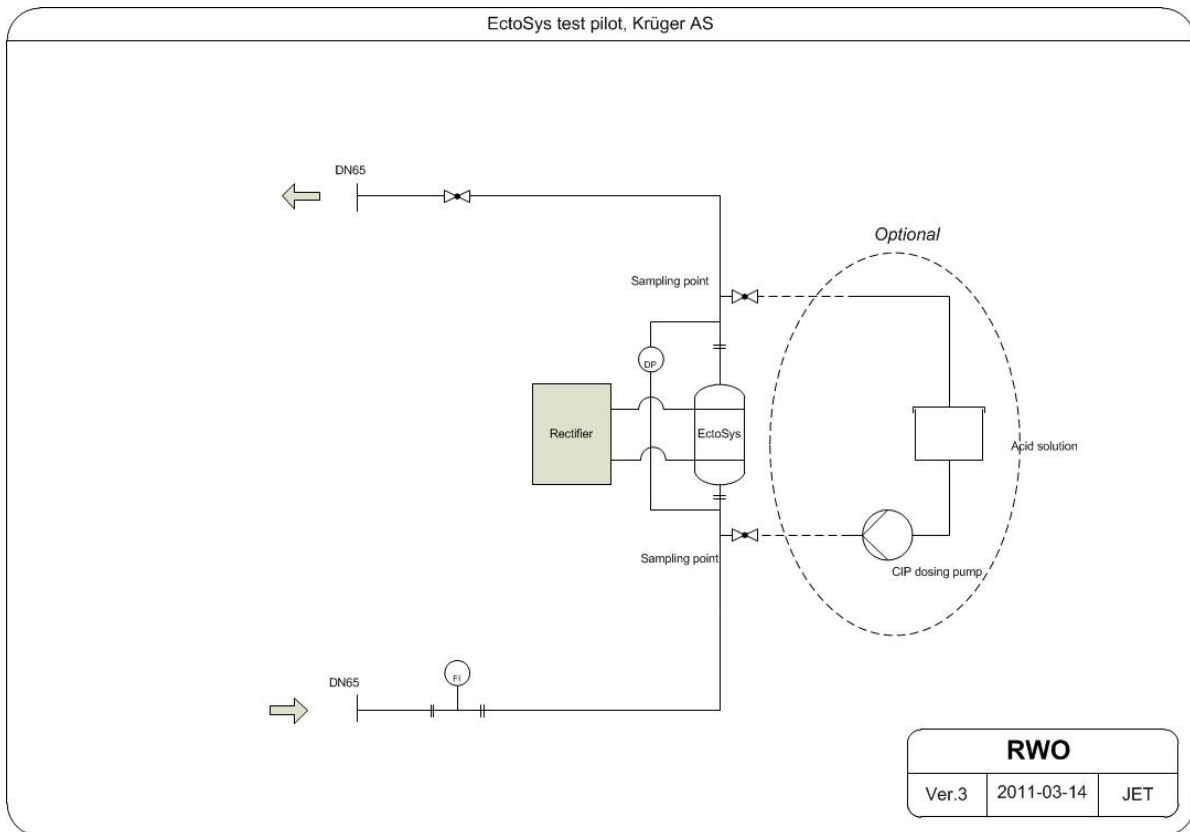 EctoSys test pilot, Krüger AS
DN65
Optional
Sampling point
DP
Rectifier
EctoSys
Acid solution
Sampling point
CIP dosing pump
FI
DN65
RWO
Ver.3
2011-03-14
JET